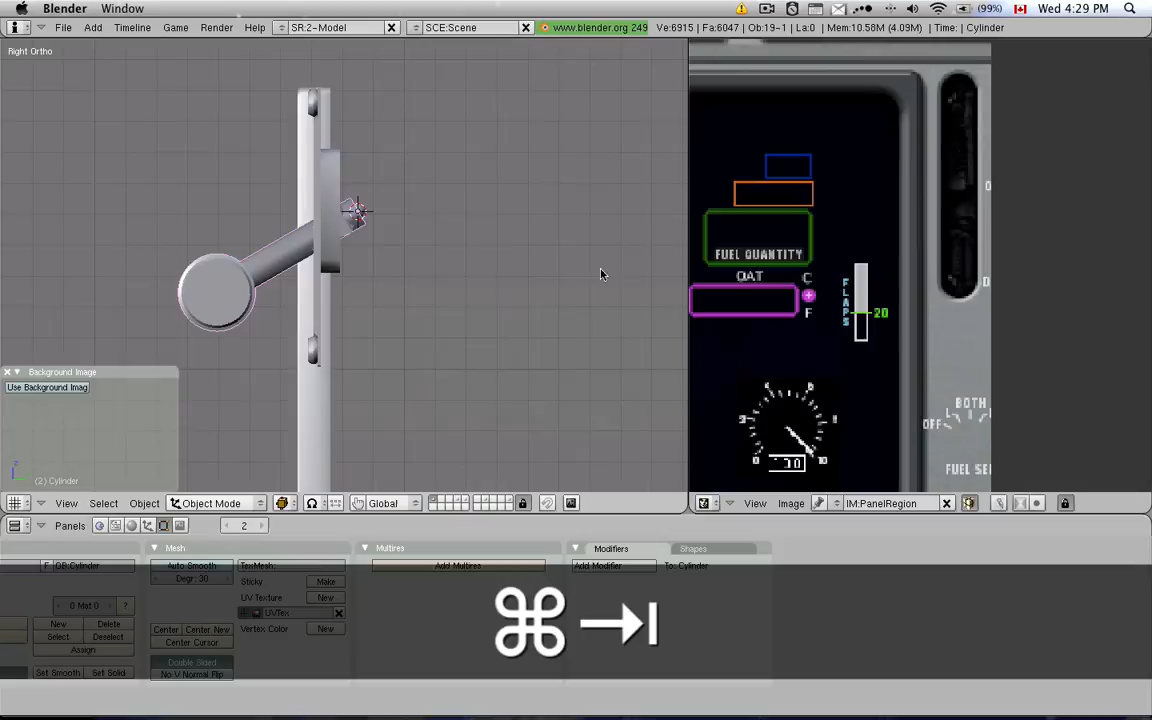 Blender Window (99%) Wed 4:29 PM
File Add Timeline Game Render Help SR:2-Model SCE:Scene www.blender.org 249 Ve:6915 | Fa:6047 | Ob:19-1 | La:0 | Mem:10.58M (4.09M) | Time: | Cylinder
Right Ortho
FUEL QUANTITY
OAT C
F
FLAPS
20
Background Image
Use Background Imag
OFF
BOTH
L
FUEL SE
z
(2) Cylinder
View Select Object Object Mode Global View Image IM:PanelRegion
Panels 2
Mesh Multires Modifiers Shapes
F OB:Cylinder Auto Smooth TexMesh: Add Multires Add Modifier To: Cylinder
Degr: 30 Sticky Make
UV Texture New
0 Mat 0 ? UVTex
New Delete Center Center New Vertex Color New
Select Deselect Center Cursor
Assign
Double Sided
Set Smooth Set Solid No V.Normal Flip
⌘→|